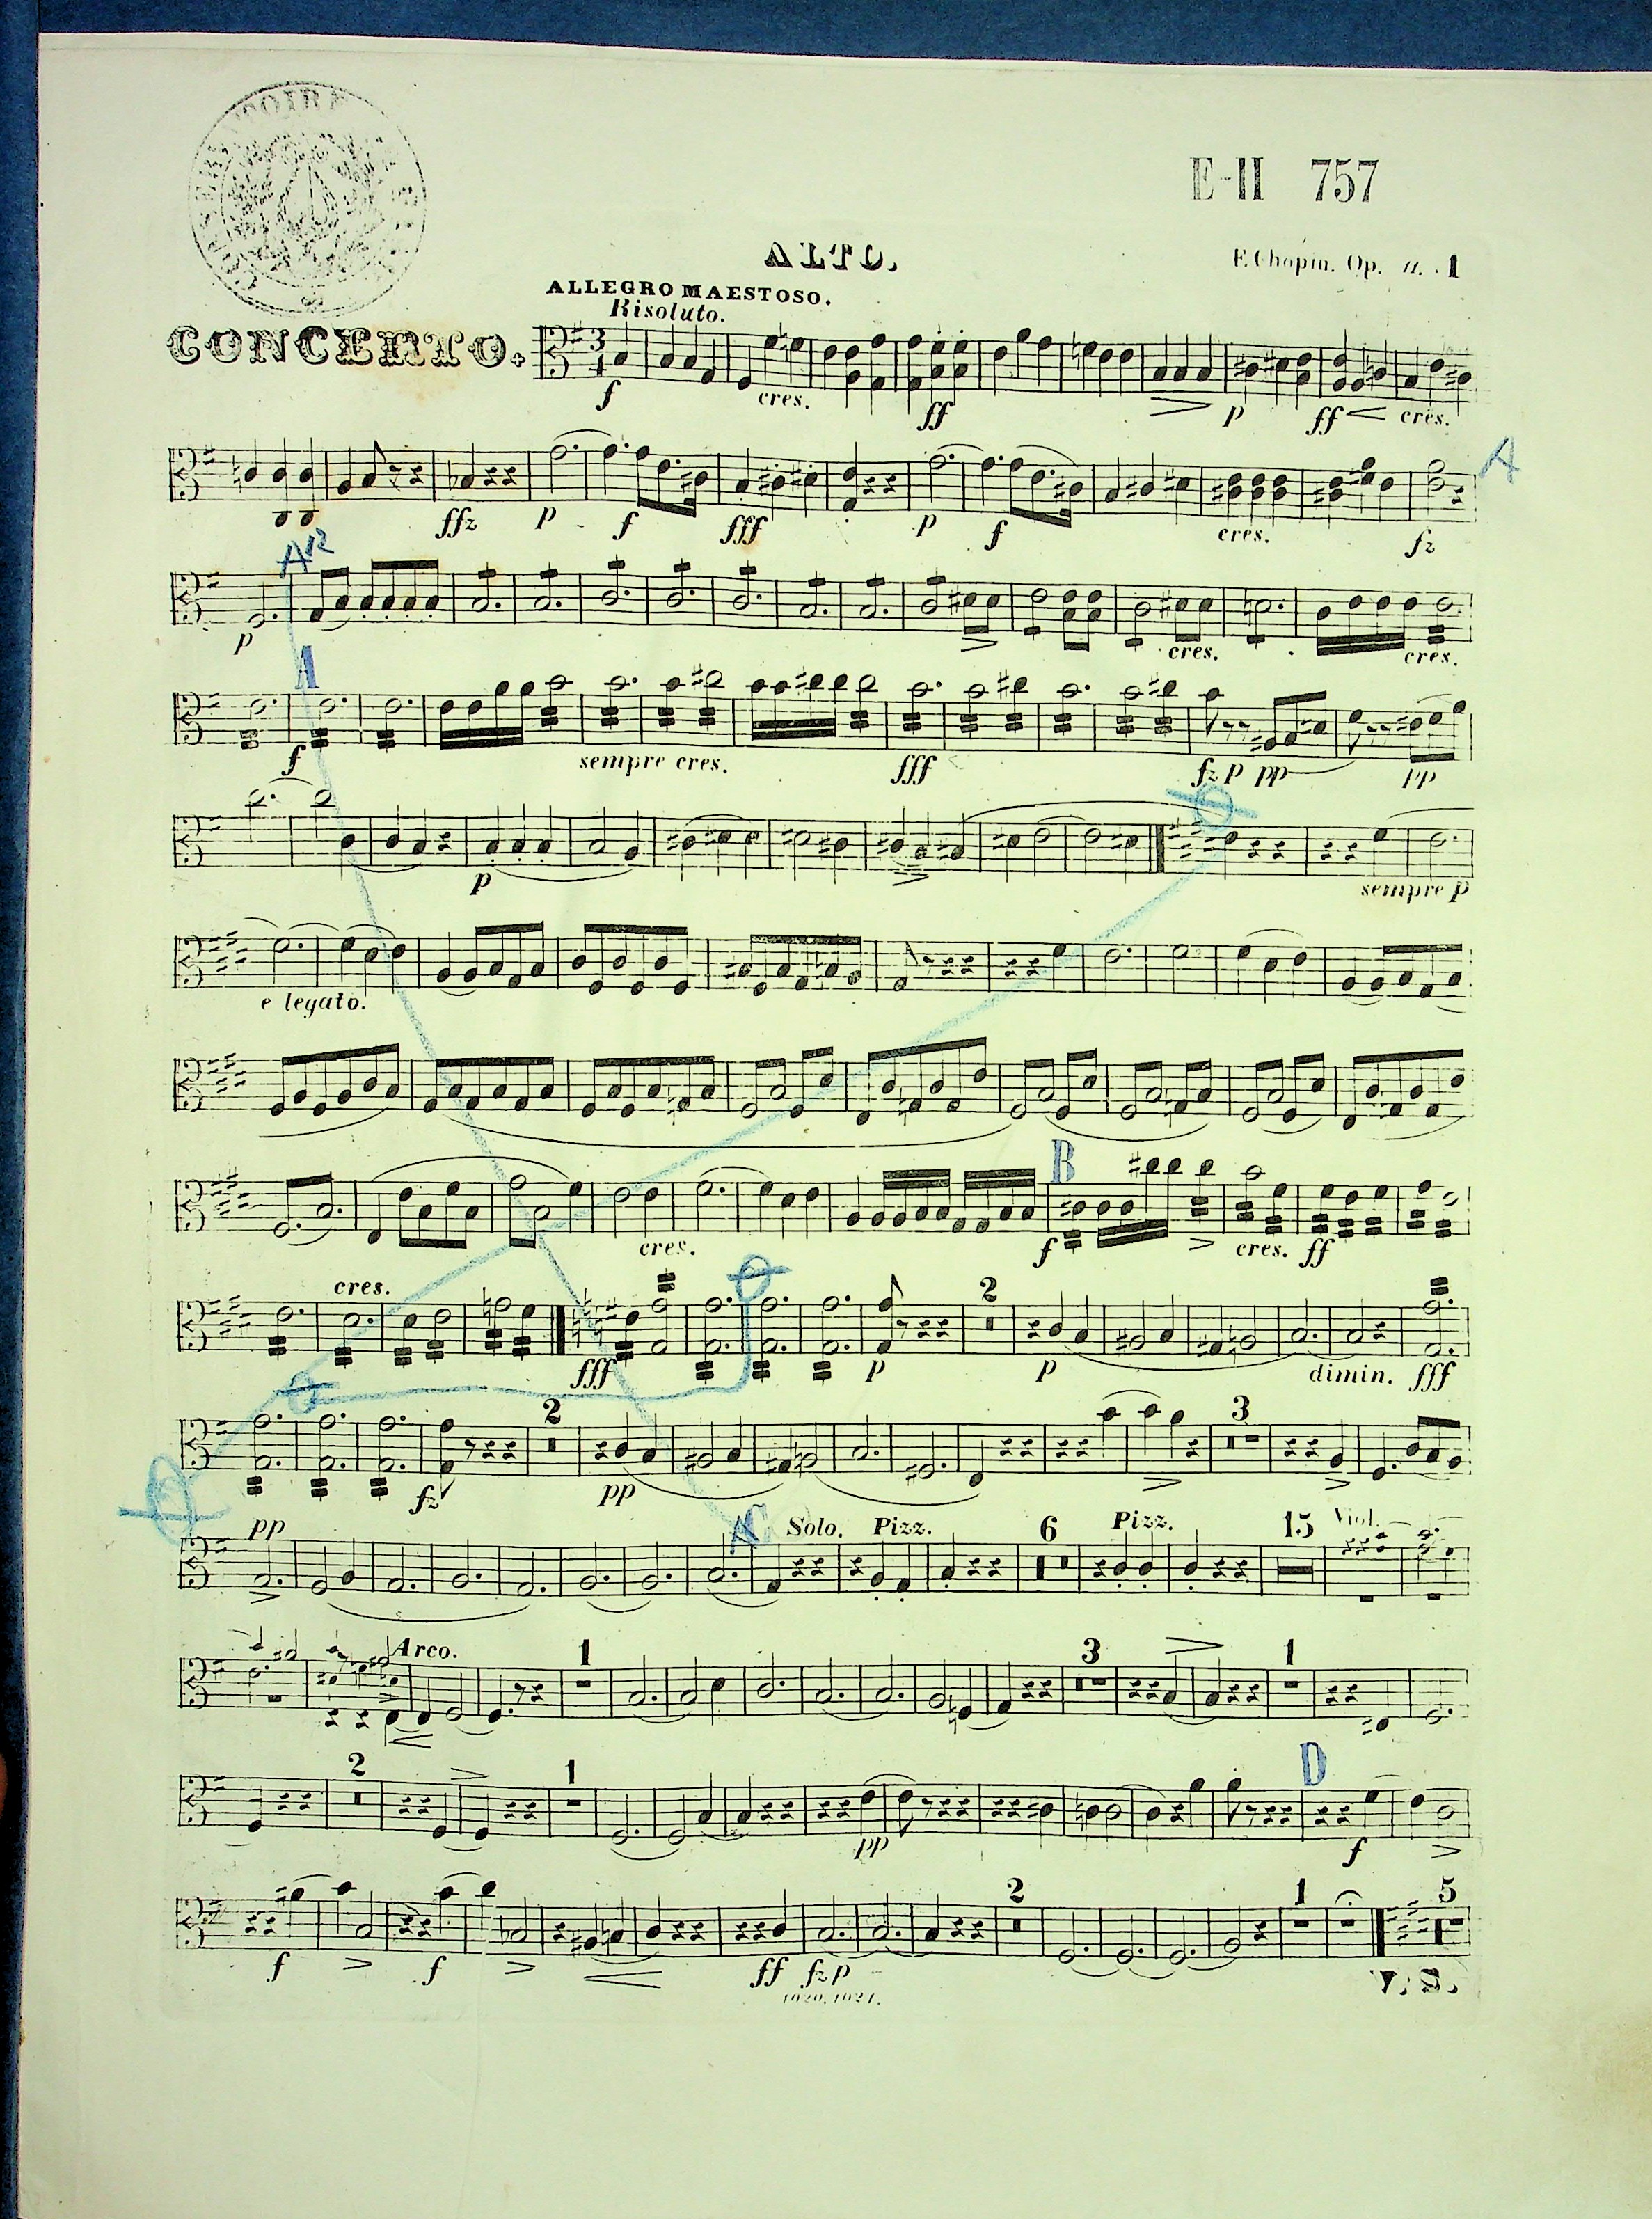 E-II 757
ALTO.
F. Chopin. Op. 11. 1
ALLEGRO MAESTOSO.
Risoluto.
CONCERTO.
3
f cres. ff p ff cres.
A
ffz p f fff p f cres. fz
p cres. cres.
A
f sempre cres. fff fz p pp pp
p sempre p
e legato.
B
cres. f cres. ff
cres. 2
fff p p dimin. fff
2 3
fz pp
pp Solo. Pizz. 6 Pizz. 15 Viol.
Arco. 1 3 1
2 1 D
pp f
2 1 5
f f ff fz p
1020. 1021.
V. S.